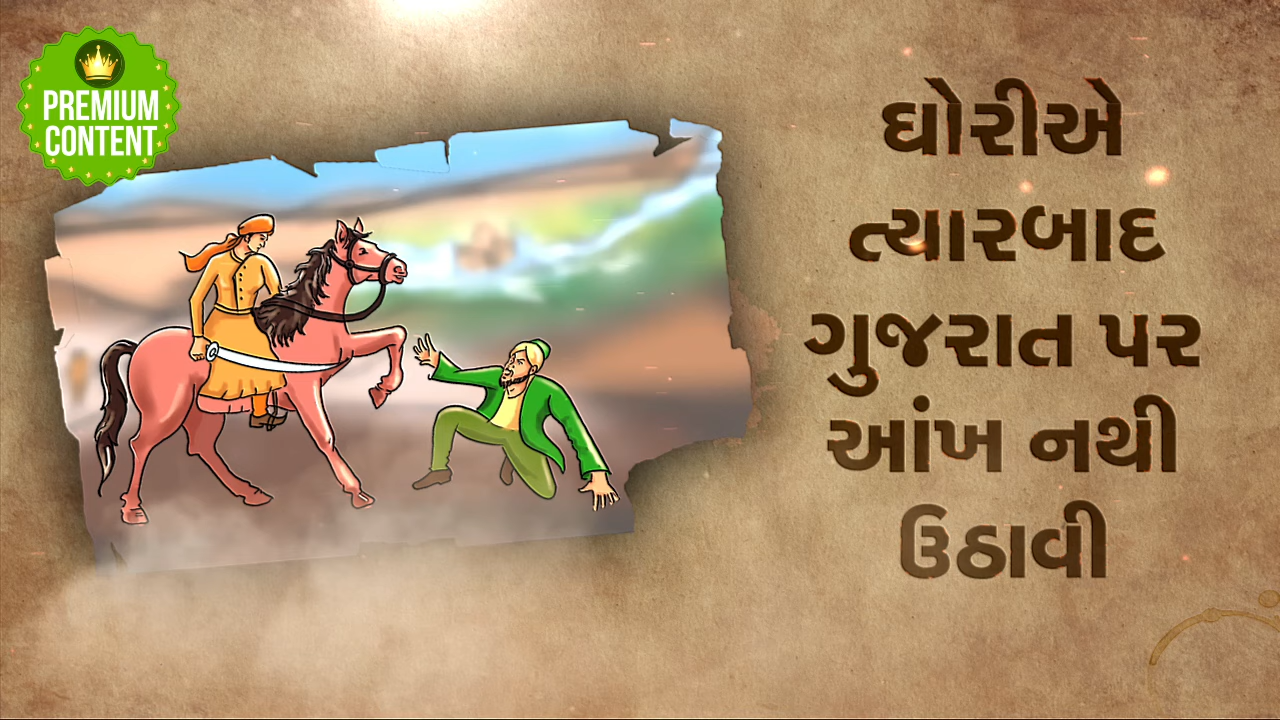 PREMIUM
CONTENT
ઘોરીએ
ત્યારબાદ
ગુજરાત પર
આંખ નથી
ઉઠાવી